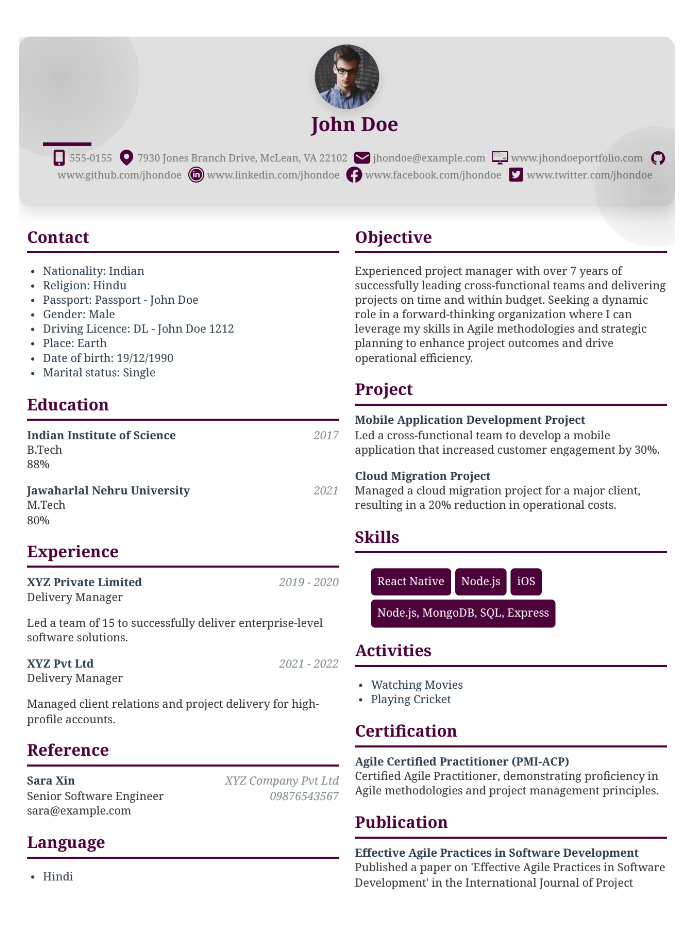 John Doe
555-0155 7930 Jones Branch Drive, McLean, VA 22102 jhondoe@example.com www.jhondoeportfolio.com
www.github.com/jhondoe www.linkedin.com/jhondoe www.facebook.com/jhondoe www.twitter.com/jhondoe
Contact
• Nationality: Indian
• Religion: Hindu
• Passport: Passport - John Doe
• Gender: Male
• Driving Licence: DL - John Doe 1212
• Place: Earth
• Date of birth: 19/12/1990
• Marital status: Single
Education
Indian Institute of Science 2017
B.Tech
88%
Jawaharlal Nehru University 2021
M.Tech
80%
Experience
XYZ Private Limited 2019 - 2020
Delivery Manager
Led a team of 15 to successfully deliver enterprise-level
software solutions.
XYZ Pvt Ltd 2021 - 2022
Delivery Manager
Managed client relations and project delivery for high-
profile accounts.
Reference
Sara Xin XYZ Company Pvt Ltd
Senior Software Engineer 09876543567
sara@example.com
Language
• Hindi
Objective
Experienced project manager with over 7 years of
successfully leading cross-functional teams and delivering
projects on time and within budget. Seeking a dynamic
role in a forward-thinking organization where I can
leverage my skills in Agile methodologies and strategic
planning to enhance project outcomes and drive
operational efficiency.
Project
Mobile Application Development Project
Led a cross-functional team to develop a mobile
application that increased customer engagement by 30%.
Cloud Migration Project
Managed a cloud migration project for a major client,
resulting in a 20% reduction in operational costs.
Skills
React Native Node.js iOS
Node.js, MongoDB, SQL, Express
Activities
• Watching Movies
• Playing Cricket
Certification
Agile Certified Practitioner (PMI-ACP)
Certified Agile Practitioner, demonstrating proficiency in
Agile methodologies and project management principles.
Publication
Effective Agile Practices in Software Development
Published a paper on 'Effective Agile Practices in Software
Development' in the International Journal of Project